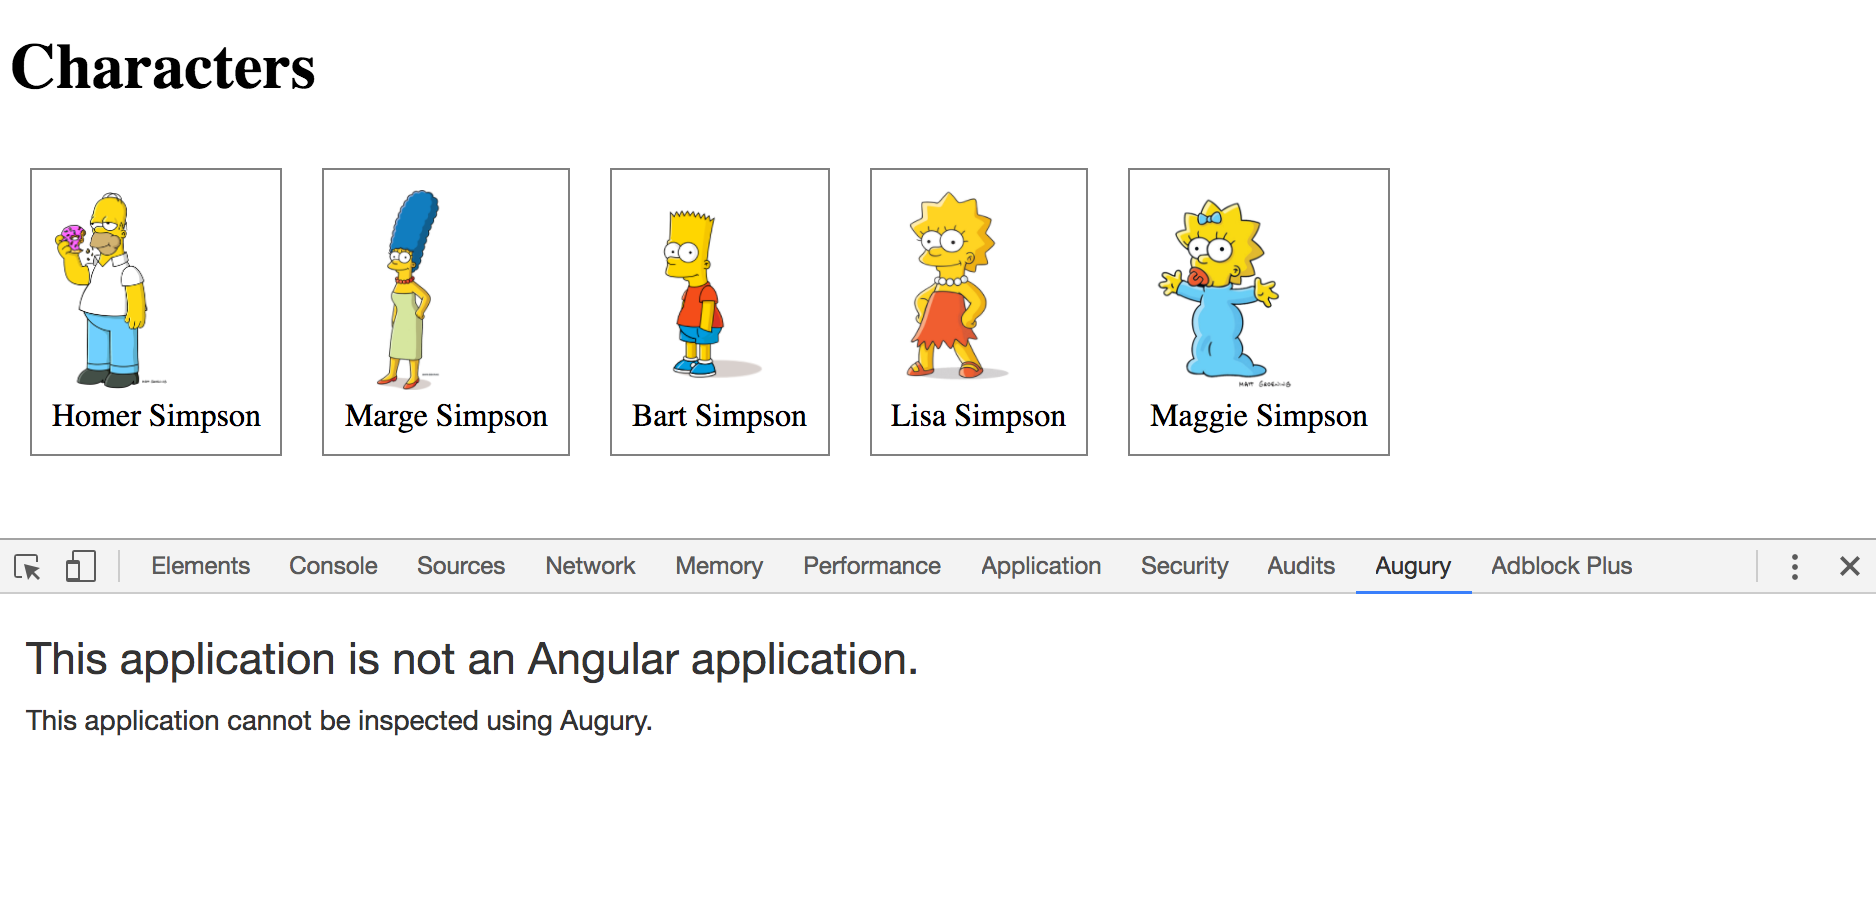 Characters
Homer Simpson Marge Simpson Bart Simpson Lisa Simpson Maggie Simpson
Elements Console Sources Network Memory Performance Application Security Audits Augury Adblock Plus
This application is not an Angular application.
This application cannot be inspected using Augury.